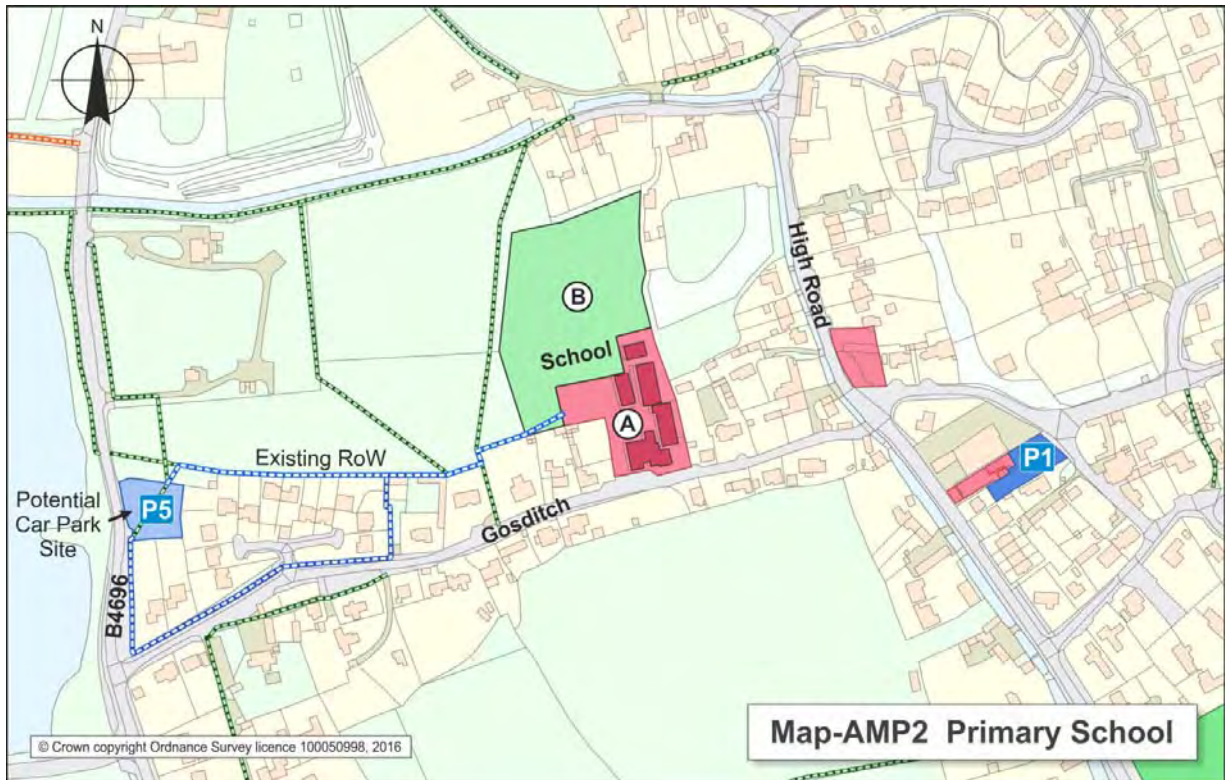 N
High Road
B
School
A
Existing RoW
P1
Potential
Car Park
Site
P5
Gosditch
B4696
Map-AMP2 Primary School
© Crown copyright Ordnance Survey licence 100050998, 2016